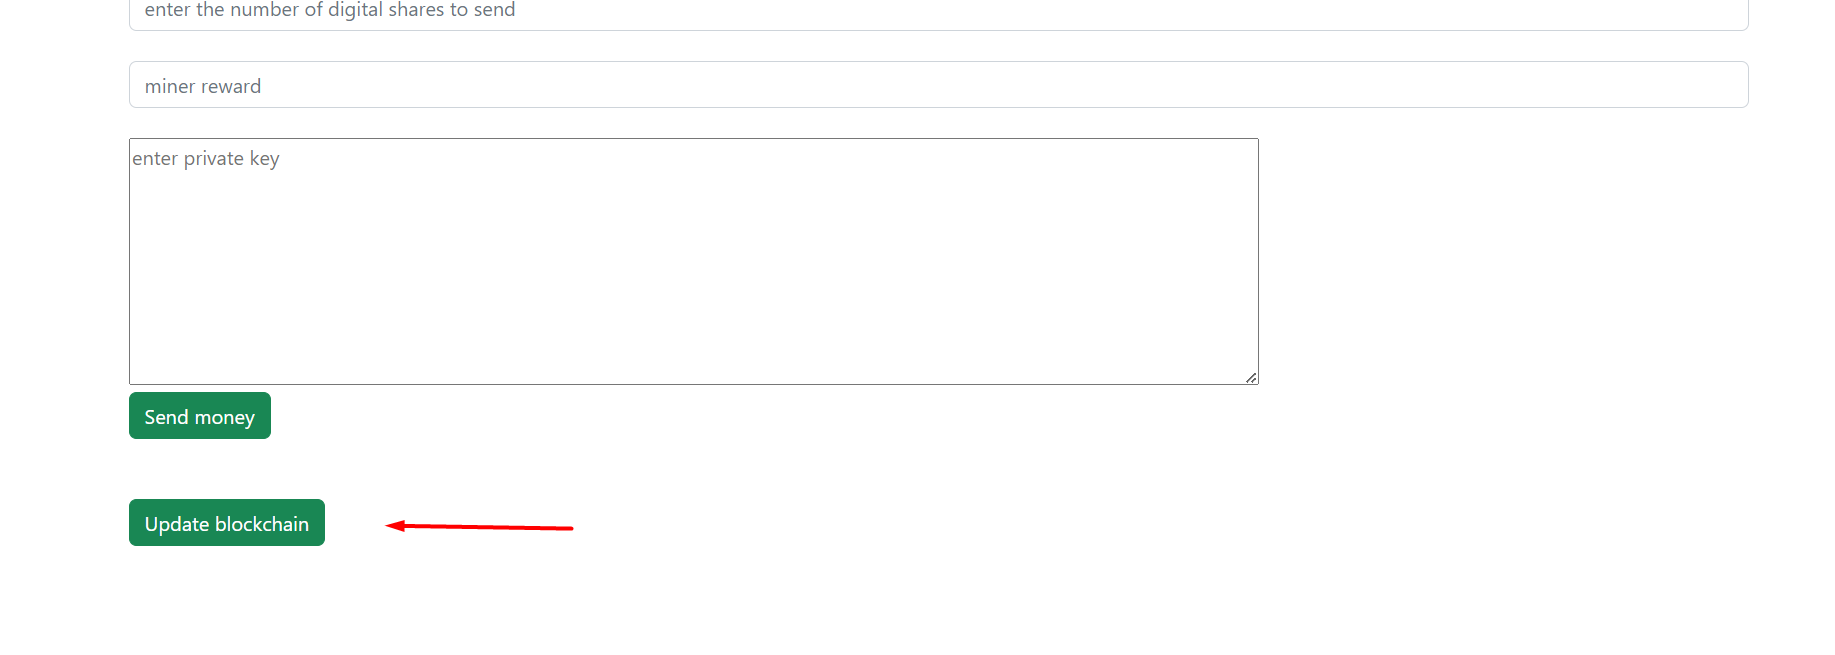 enter the number of digital shares to send
miner reward
enter private key
Send money
Update blockchain